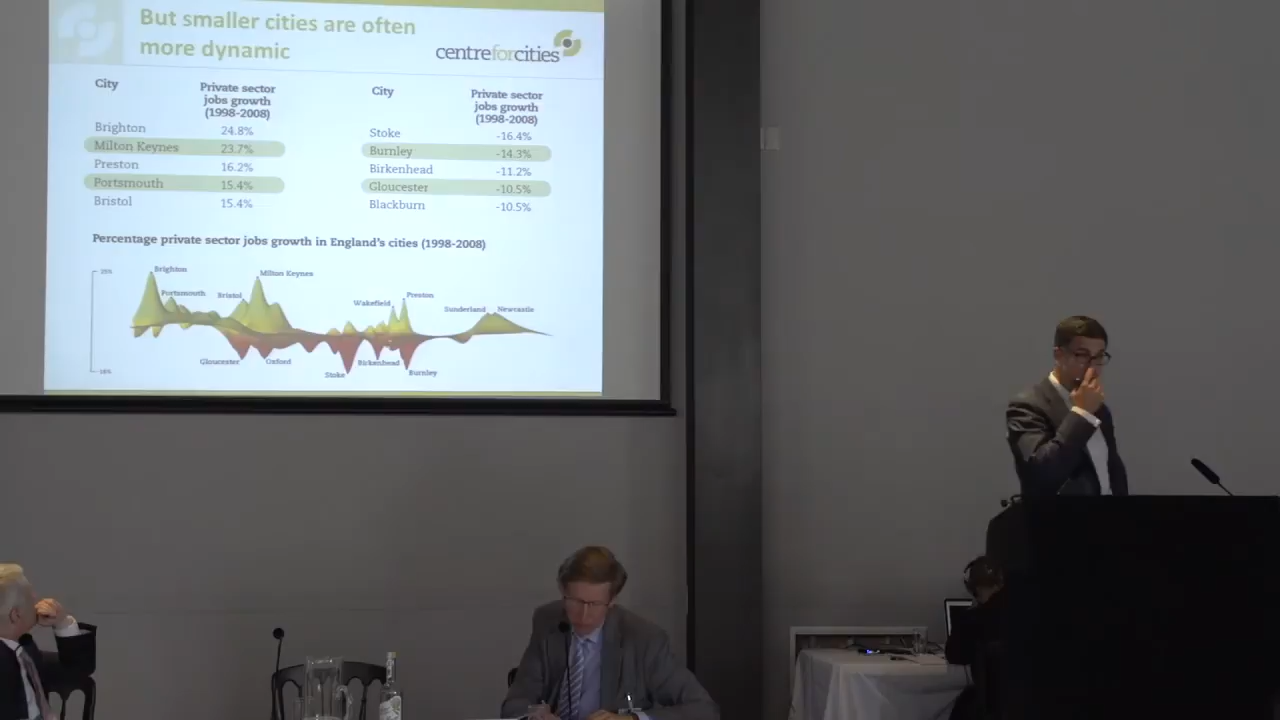 But smaller cities are often
more dynamic
centreforcities
City
Private sector
jobs growth
(1998-2008)
Brighton 24.8%
Milton Keynes 23.7%
Preston 16.2%
Portsmouth 15.4%
Bristol 15.4%
City
Private sector
jobs growth
(1998-2008)
Stoke -16.4%
Burnley -14.3%
Birkenhead -11.2%
Gloucester -10.5%
Blackburn -10.5%
Percentage private sector jobs growth in England's cities (1998-2008)
25%
Brighton
Milton Keynes
Portsmouth
Bristol
Wakefield
Preston
Sunderland
Newcastle
Gloucester
Oxford
Stoke
Birkenhead
Burnley